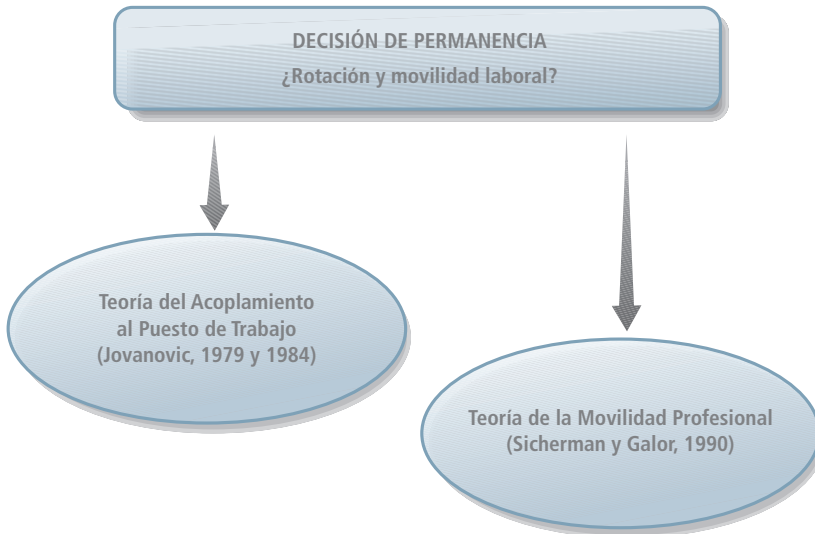 DECISIÓN DE PERMANENCIA
¿Rotación y movilidad laboral?
Teoría del Acoplamiento
al Puesto de Trabajo
(Jovanovic, 1979 y 1984)
Teoría de la Movilidad Profesional
(Sicherman y Galor, 1990)